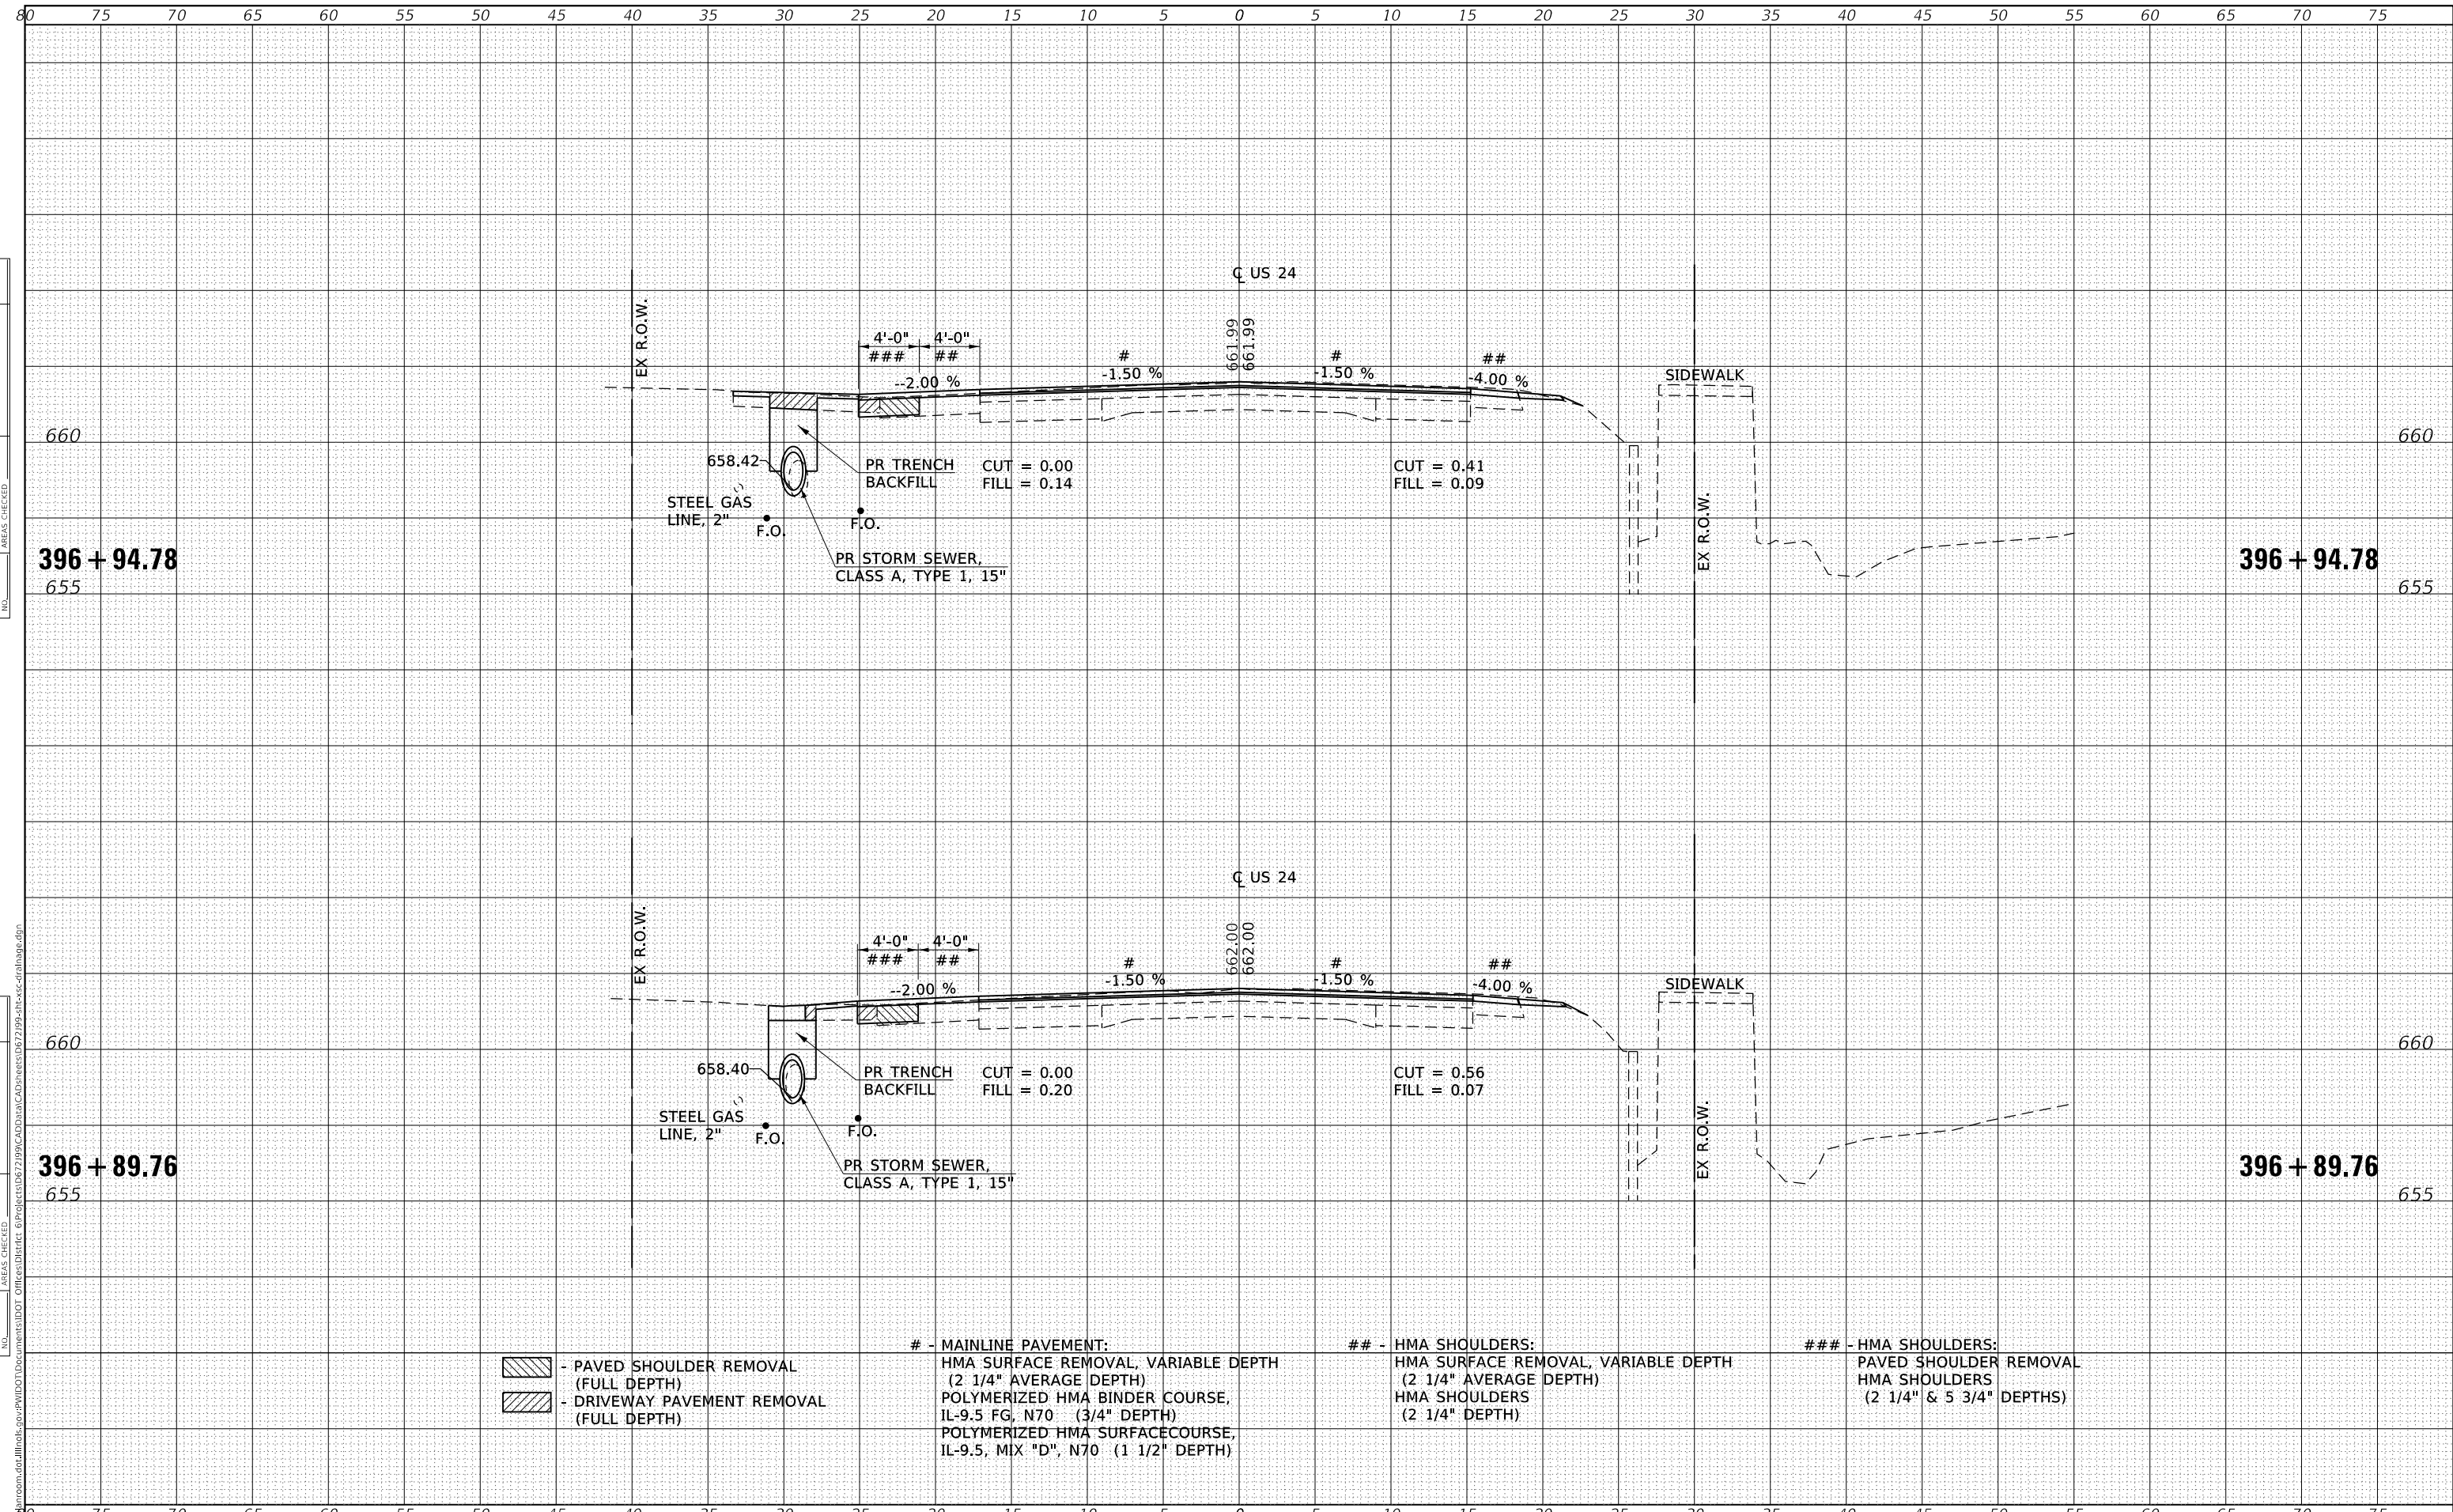 80 75 70 65 60 55 50 45 40 35 30 25 20 15 10 5 0 5 10 15 20 25 30 35 40 45 50 55 60 65 70 75
℄ US 24
EX R.O.W.
4'-0" 4'-0"
### ##
--2.00 %
#
-1.50 %
661.99
661.99
#
-1.50 %
##
-4.00 %
SIDEWALK
660
660
658.42
PR TRENCH
BACKFILL
CUT = 0.00
FILL = 0.14
CUT = 0.41
FILL = 0.09
STEEL GAS
LINE, 2"
F.O.
F.O.
EX R.O.W.
PR STORM SEWER,
CLASS A, TYPE 1, 15"
396 + 94.78
396 + 94.78
655
655
AREAS CHECKED
NO.
℄ US 24
EX R.O.W.
4'-0" 4'-0"
### ##
--2.00 %
#
-1.50 %
662.00
662.00
#
-1.50 %
##
-4.00 %
SIDEWALK
660
660
658.40
PR TRENCH
BACKFILL
CUT = 0.00
FILL = 0.20
CUT = 0.56
FILL = 0.07
STEEL GAS
LINE, 2"
F.O.
F.O.
EX R.O.W.
PR STORM SEWER,
CLASS A, TYPE 1, 15"
396 + 89.76
396 + 89.76
655
655
AREAS CHECKED
NO.
- PAVED SHOULDER REMOVAL
(FULL DEPTH)
- DRIVEWAY PAVEMENT REMOVAL
(FULL DEPTH)
# - MAINLINE PAVEMENT:
HMA SURFACE REMOVAL, VARIABLE DEPTH
(2 1/4" AVERAGE DEPTH)
POLYMERIZED HMA BINDER COURSE,
IL-9.5 FG, N70 (3/4" DEPTH)
POLYMERIZED HMA SURFACECOURSE,
IL-9.5, MIX "D", N70 (1 1/2" DEPTH)
## - HMA SHOULDERS:
HMA SURFACE REMOVAL, VARIABLE DEPTH
(2 1/4" AVERAGE DEPTH)
HMA SHOULDERS
(2 1/4" DEPTH)
### - HMA SHOULDERS:
PAVED SHOULDER REMOVAL
HMA SHOULDERS
(2 1/4" & 5 3/4" DEPTHS)